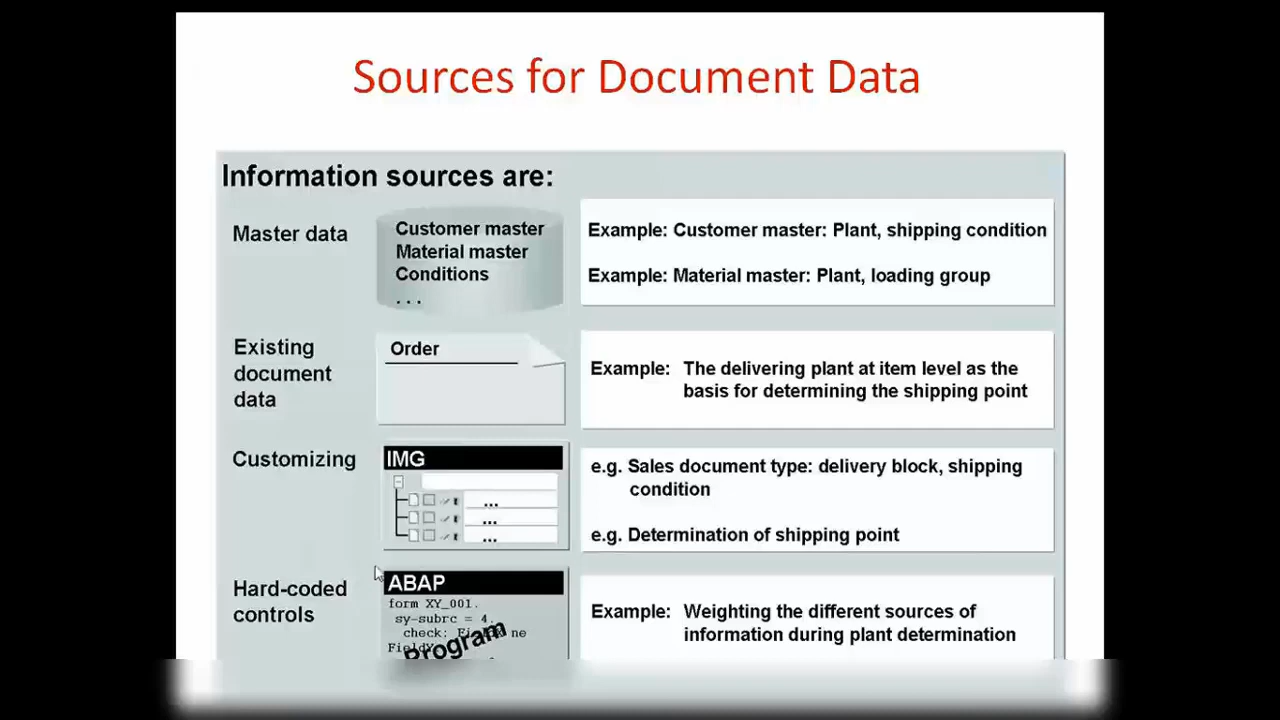 Sources for Document Data
Information sources are:
Master data
Customer master
Material master
Conditions
. . .
Example: Customer master: Plant, shipping condition
Example: Material master: Plant, loading group
Existing
document
data
Order
Example: The delivering plant at item level as the
basis for determining the shipping point
Customizing
IMG
...
...
...
e.g. Sales document type: delivery block, shipping
condition
e.g. Determination of shipping point
Hard-coded
controls
ABAP
form XY_001.
sy-subrc = 4.
check: ne
Program
Example: Weighting the different sources of
information during plant determination